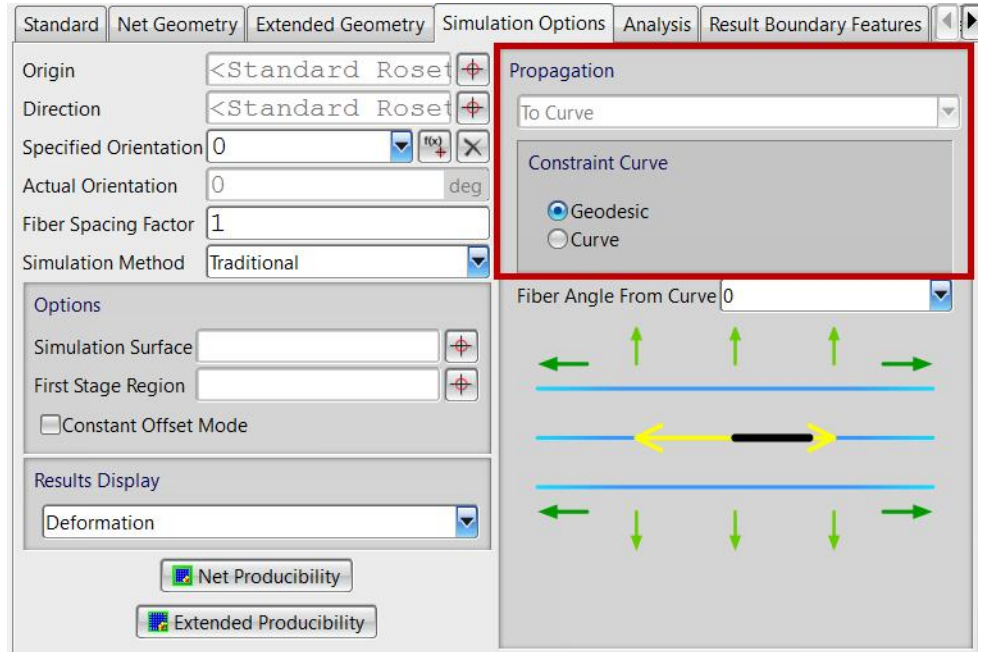 Standard
Net Geometry
Extended Geometry
Simulation Options
Analysis
Result Boundary Features
Origin
<Standard Roset
Direction
<Standard Roset
Specified Orientation
0
f(x)
Actual Orientation
0
deg
Fiber Spacing Factor
1
Simulation Method
Traditional
Options
Simulation Surface
First Stage Region
Constant Offset Mode
Results Display
Deformation
Net Producibility
Extended Producibility
Propagation
To Curve
Constraint Curve
Geodesic
Curve
Fiber Angle From Curve
0